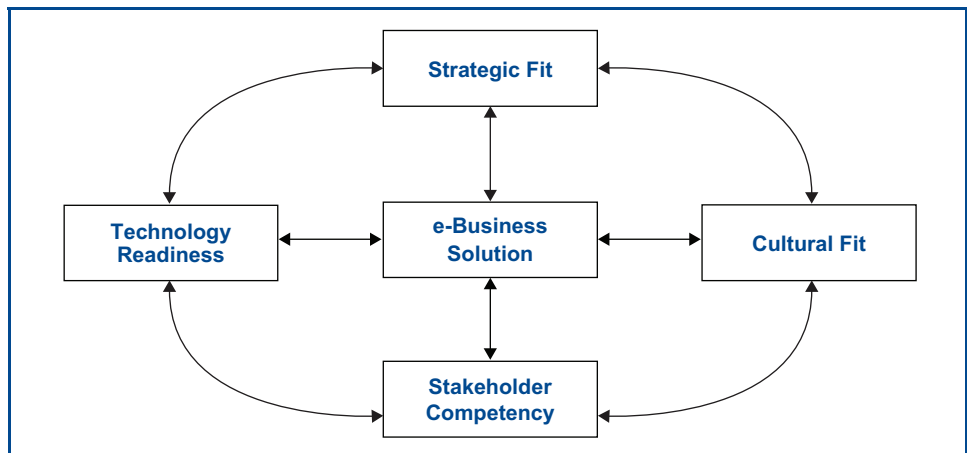 Strategic Fit
Technology
Readiness
e-Business
Solution
Cultural Fit
Stakeholder
Competency